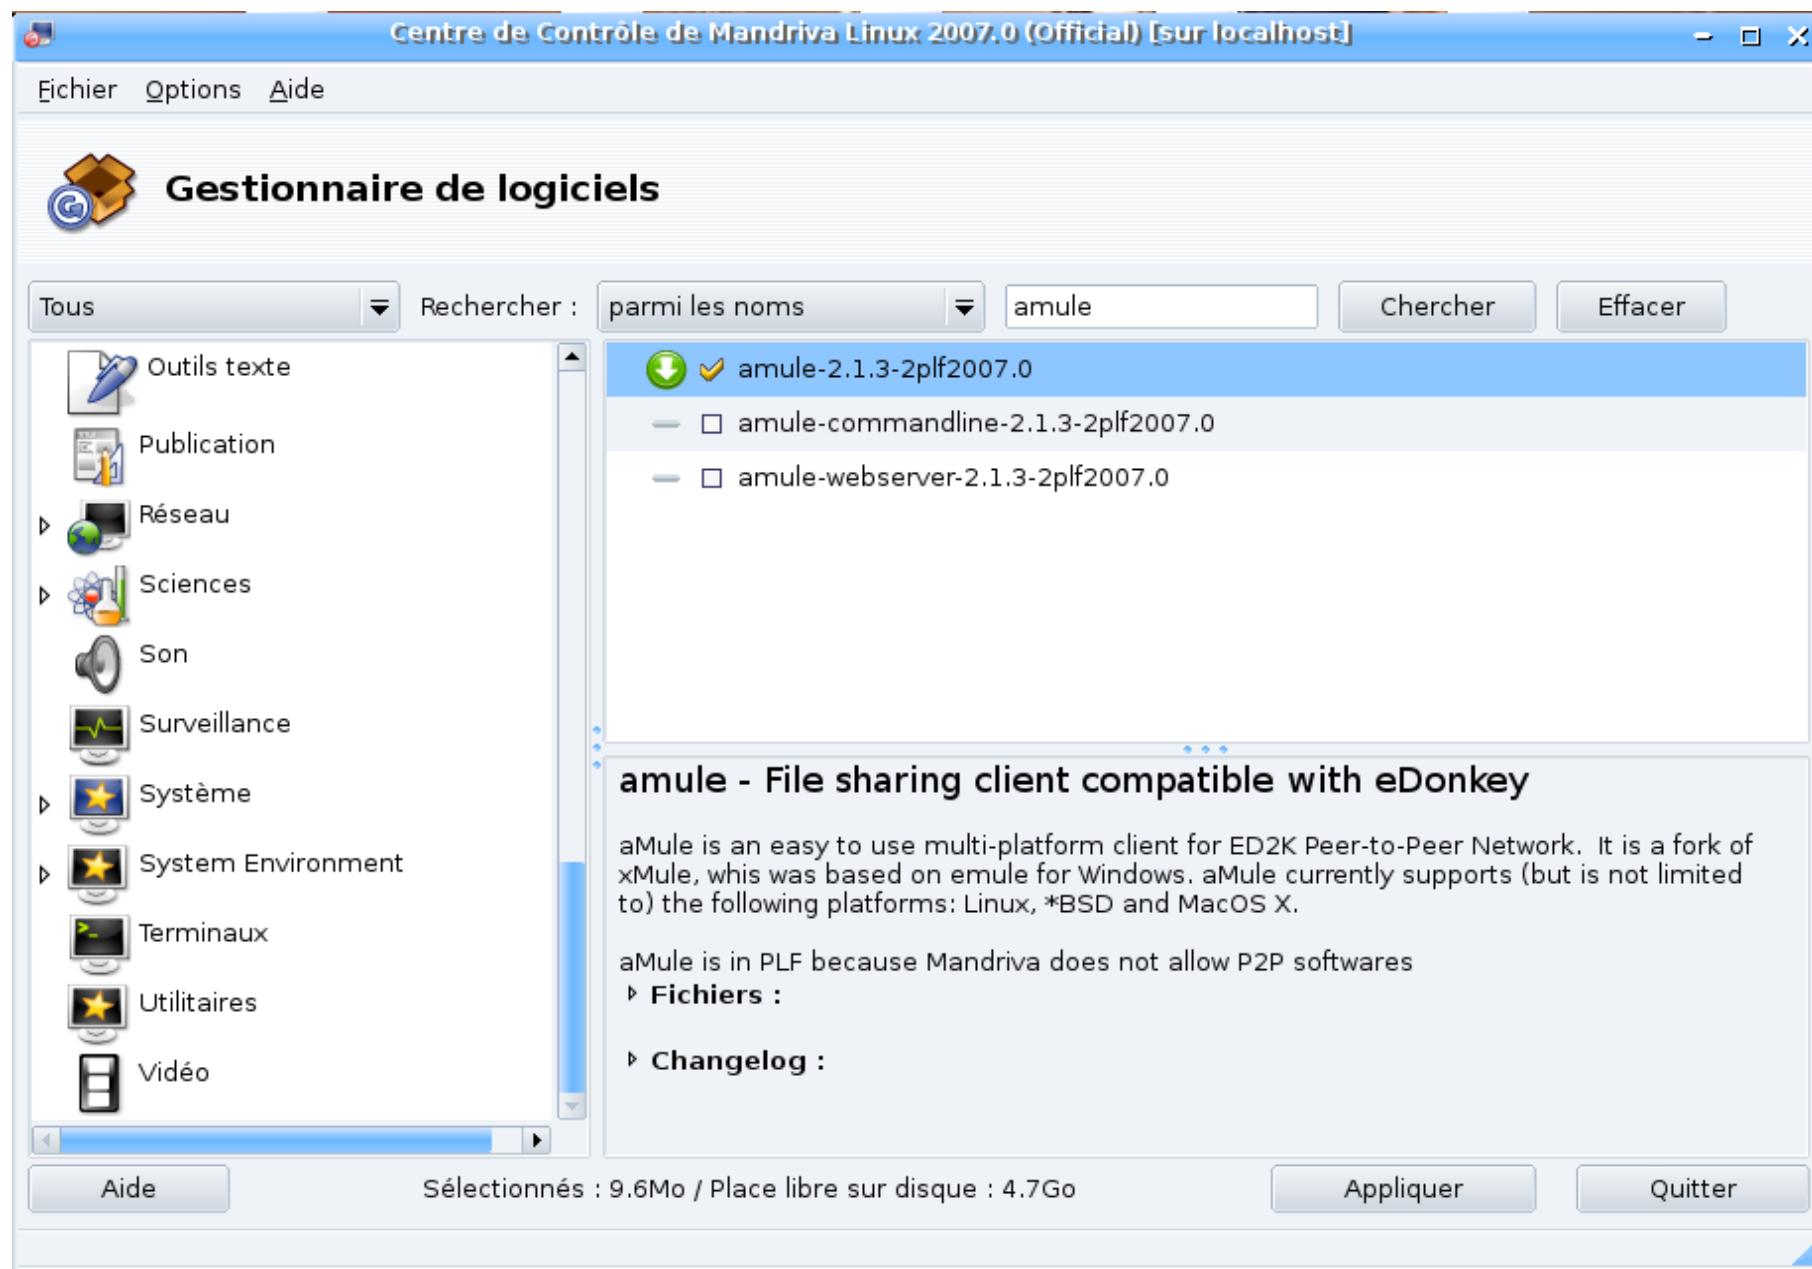 Centre de Contrôle de Mandriva Linux 2007.0 (Official) [sur localhost]
Fichier Options Aide
Gestionnaire de logiciels
Tous Rechercher : parmi les noms amule Chercher Effacer
Outils texte
Publication
Réseau
Sciences
Son
Surveillance
Système
System Environment
Terminaux
Utilitaires
Vidéo
amule-2.1.3-2plf2007.0
amule-commandline-2.1.3-2plf2007.0
amule-webserver-2.1.3-2plf2007.0
amule - File sharing client compatible with eDonkey
aMule is an easy to use multi-platform client for ED2K Peer-to-Peer Network.  It is a fork of
xMule, whis was based on emule for Windows. aMule currently supports (but is not limited
to) the following platforms: Linux, *BSD and MacOS X.
aMule is in PLF because Mandriva does not allow P2P softwares
Fichiers :
Changelog :
Aide Sélectionnés : 9.6Mo / Place libre sur disque : 4.7Go Appliquer Quitter